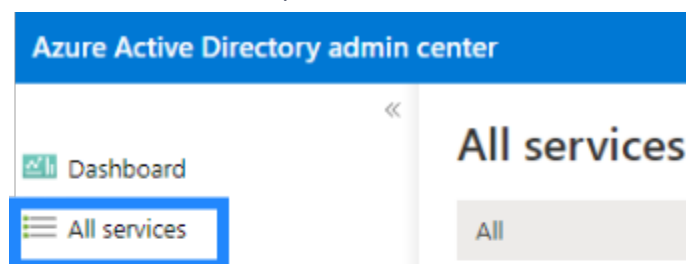 Azure Active Directory admin center
«
Dashboard
All services
All services
All